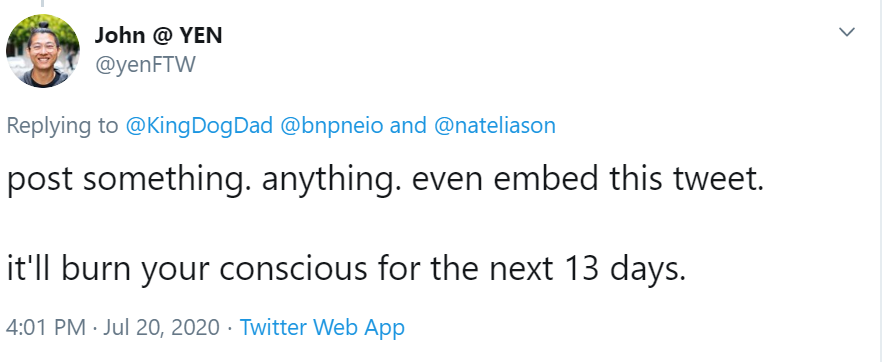 John @ YEN
@yenFTW
Replying to @KingDogDad @bnpneio and @nateliason
post something. anything. even embed this tweet.
it'll burn your conscious for the next 13 days.
4:01 PM · Jul 20, 2020 · Twitter Web App